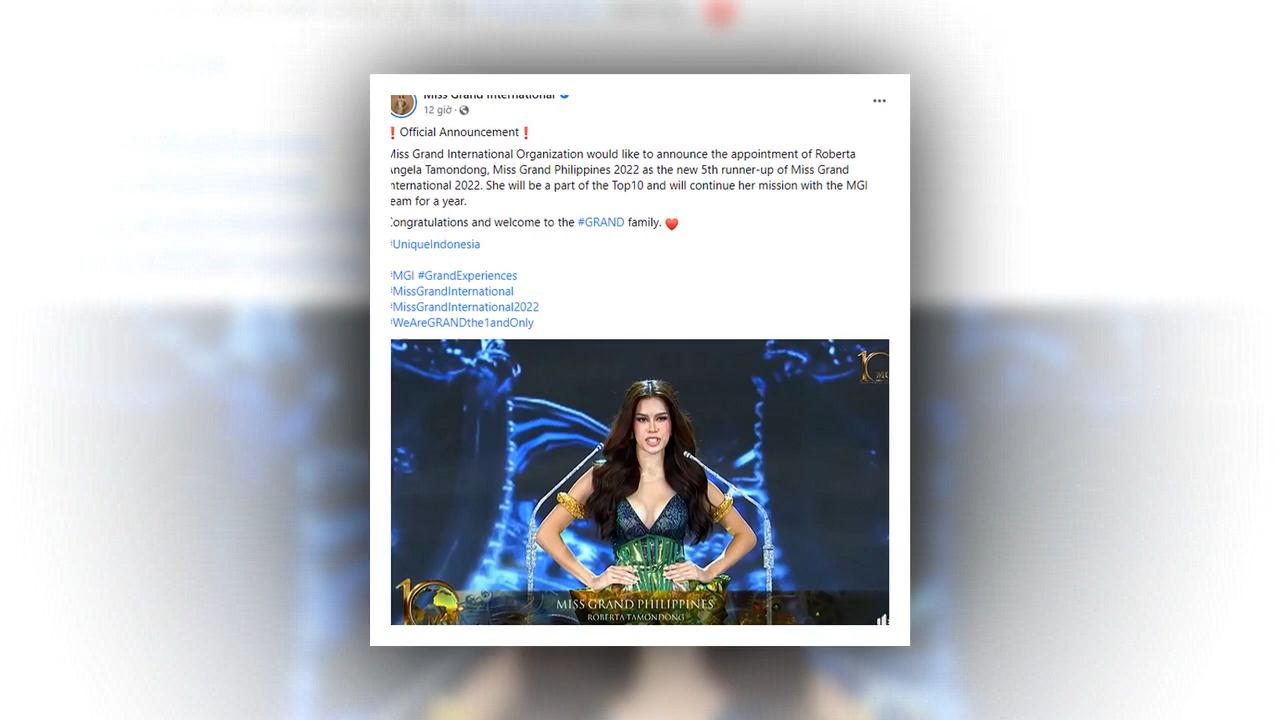 Miss Grand International
12 giờ ·
❗Official Announcement❗
Miss Grand International Organization would like to announce the appointment of Roberta
Angela Tamondong, Miss Grand Philippines 2022 as the new 5th runner-up of Miss Grand
International 2022. She will be a part of the Top10 and will continue her mission with the MGI
team for a year.
Congratulations and welcome to the #GRAND family. ❤️
#UniqueIndonesia
#MGI #GrandExperiences
#MissGrandInternational
#MissGrandInternational2022
#WeAreGRANDthe1andOnly
10
10
MISS GRAND PHILIPPINES
ROBERTA TAMONDONG